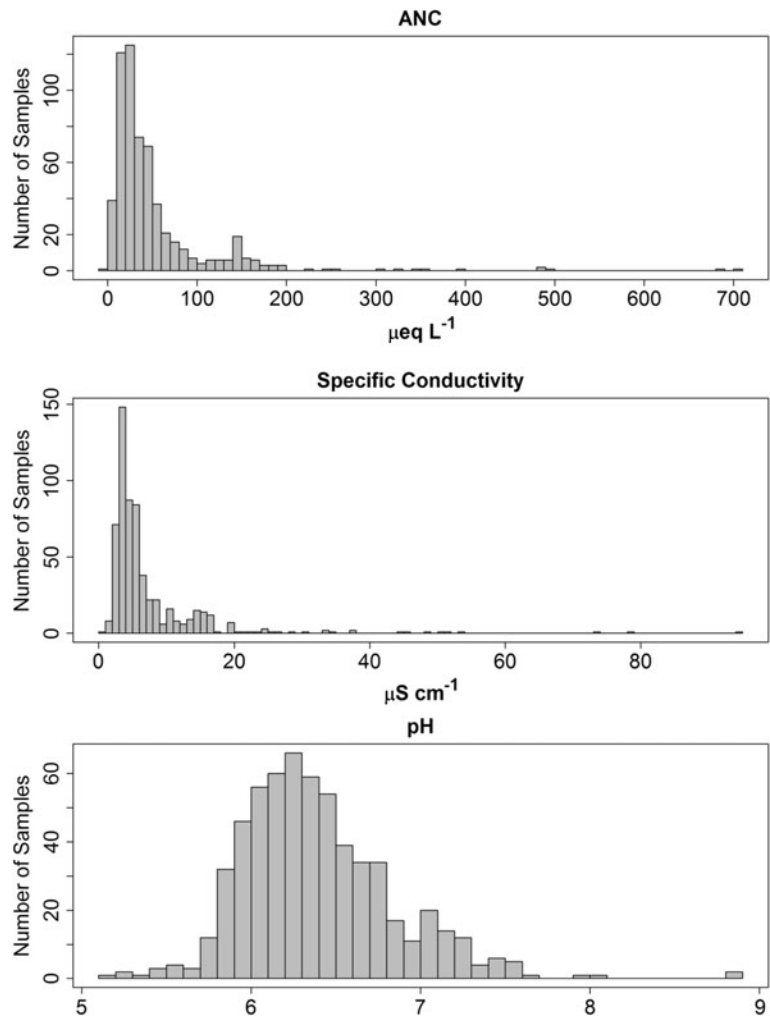 ANC
Number of Samples
0 20 60 100
0 100 200 300 400 500 600 700
μeq L⁻¹
Specific Conductivity
Number of Samples
0 50 100 150
0 20 40 60 80
μS cm⁻¹
pH
Number of Samples
0 20 40 60
5 6 7 8 9